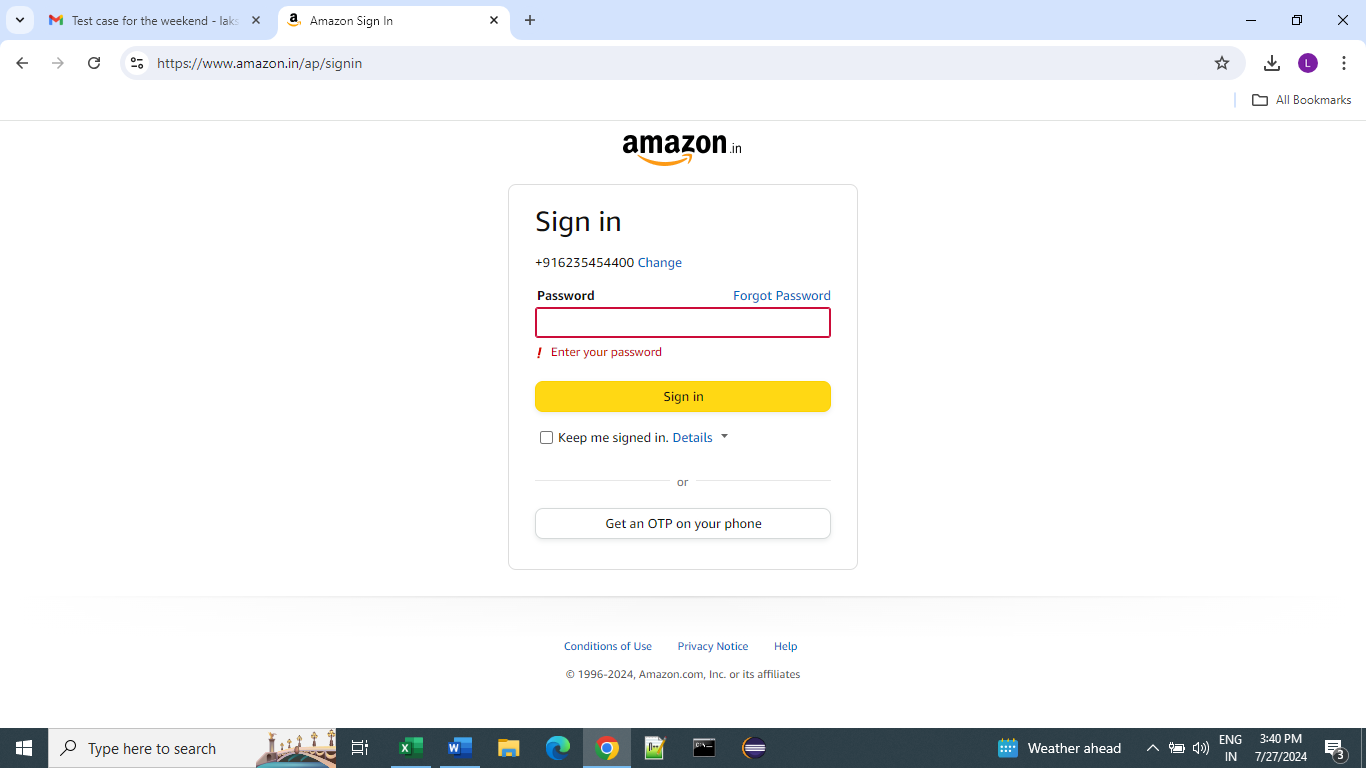 Test case for the weekend - laks
Amazon Sign In
https://www.amazon.in/ap/signin
L
All Bookmarks
amazon.in
Sign in
+916235454400 Change
Password Forgot Password
! Enter your password
Sign in
Keep me signed in. Details
or
Get an OTP on your phone
Conditions of Use Privacy Notice Help
© 1996-2024, Amazon.com, Inc. or its affiliates
Type here to search
Weather ahead
ENG
IN
3:40 PM
7/27/2024
3